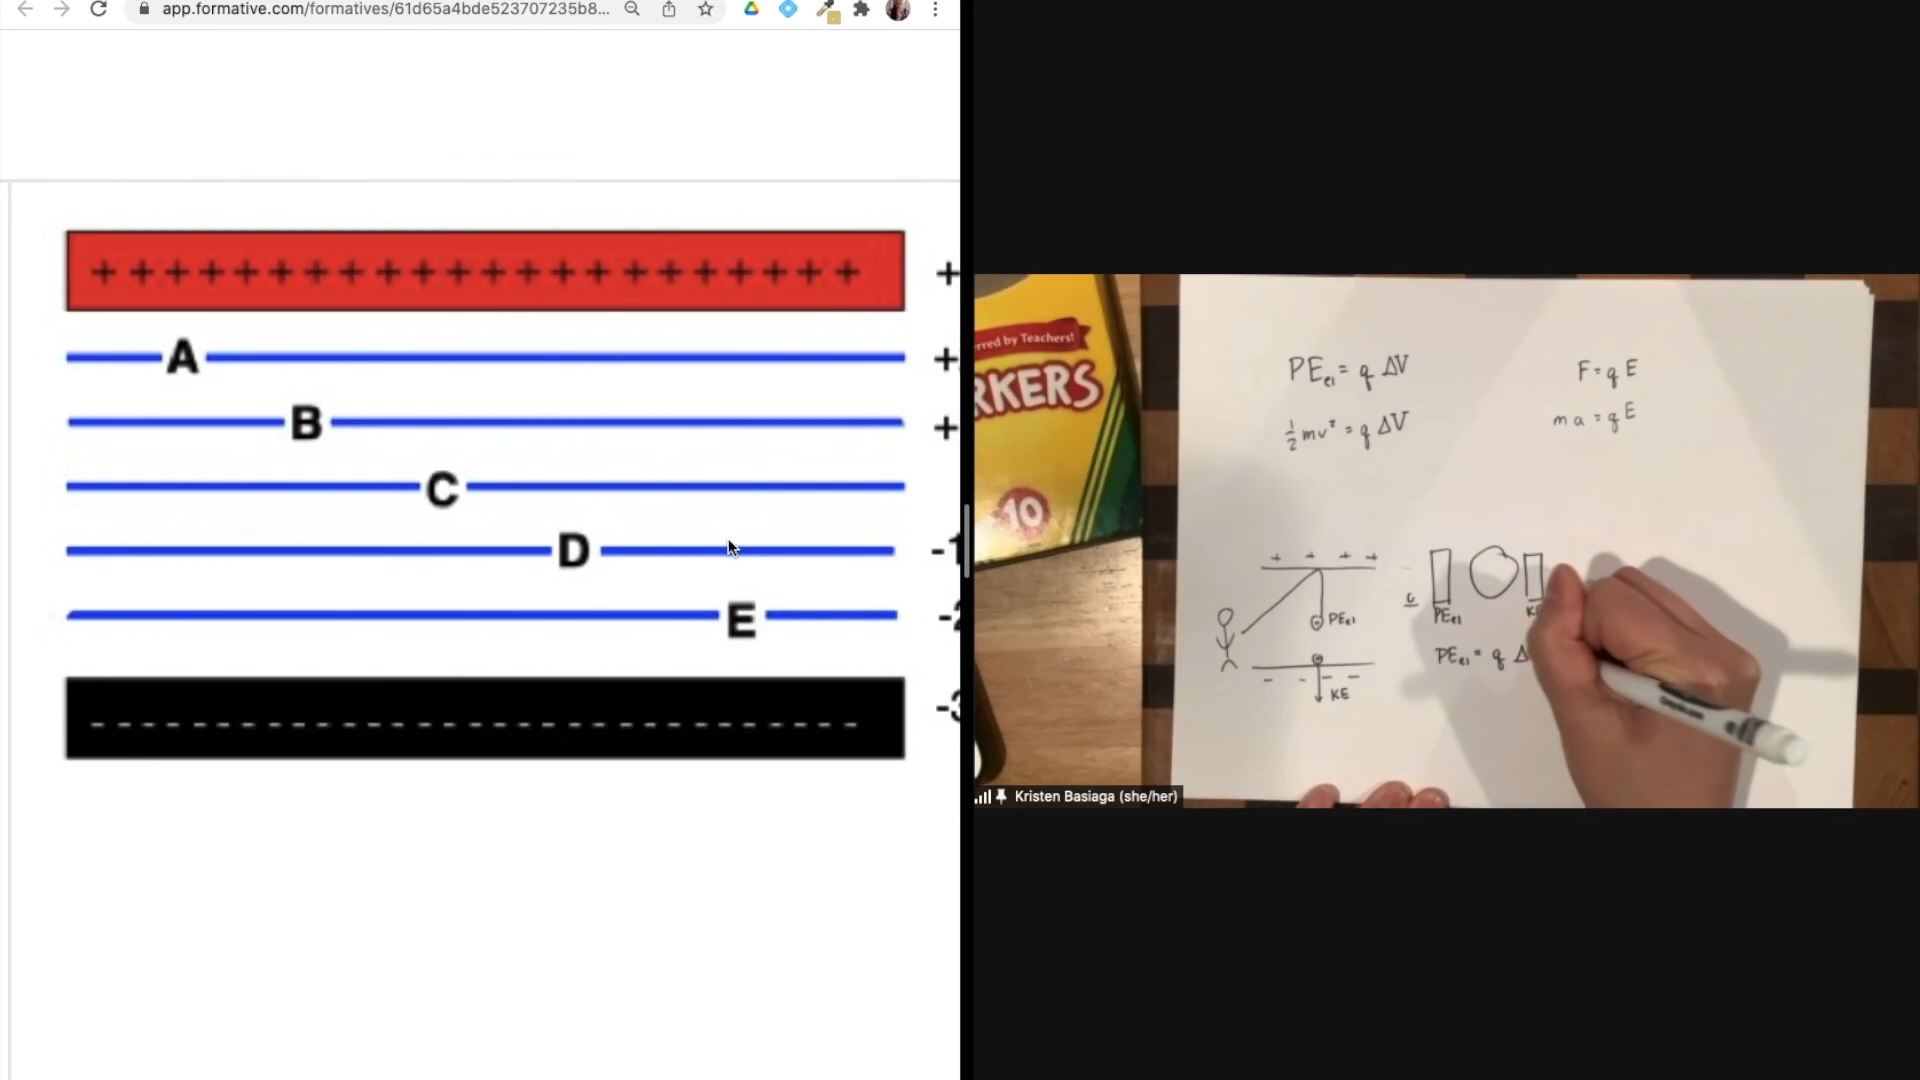 app.formative.com/formatives/61d65a4bde523707235b8...
+ + + + + + + + + + + + + + + + + + + + + + +
A +
B +
C
D -1
E -2
- - - - - - - - - - - - - - - - - - - - - - -3
rred by Teachers!
RKERS
10
PEel = q ΔV
½mv² = q ΔV
F = q E
m a = q E
+ + + +
PEel
- - - -
KE
PEel
PEel = q Δ
Kristen Basiaga (she/her)